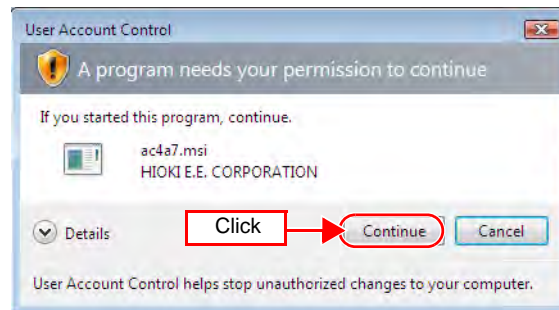 User Account Control
A program needs your permission to continue
If you started this program, continue.
ac4a7.msi
HIOKI E.E. CORPORATION
Details
Click
Continue
Cancel
User Account Control helps stop unauthorized changes to your computer.